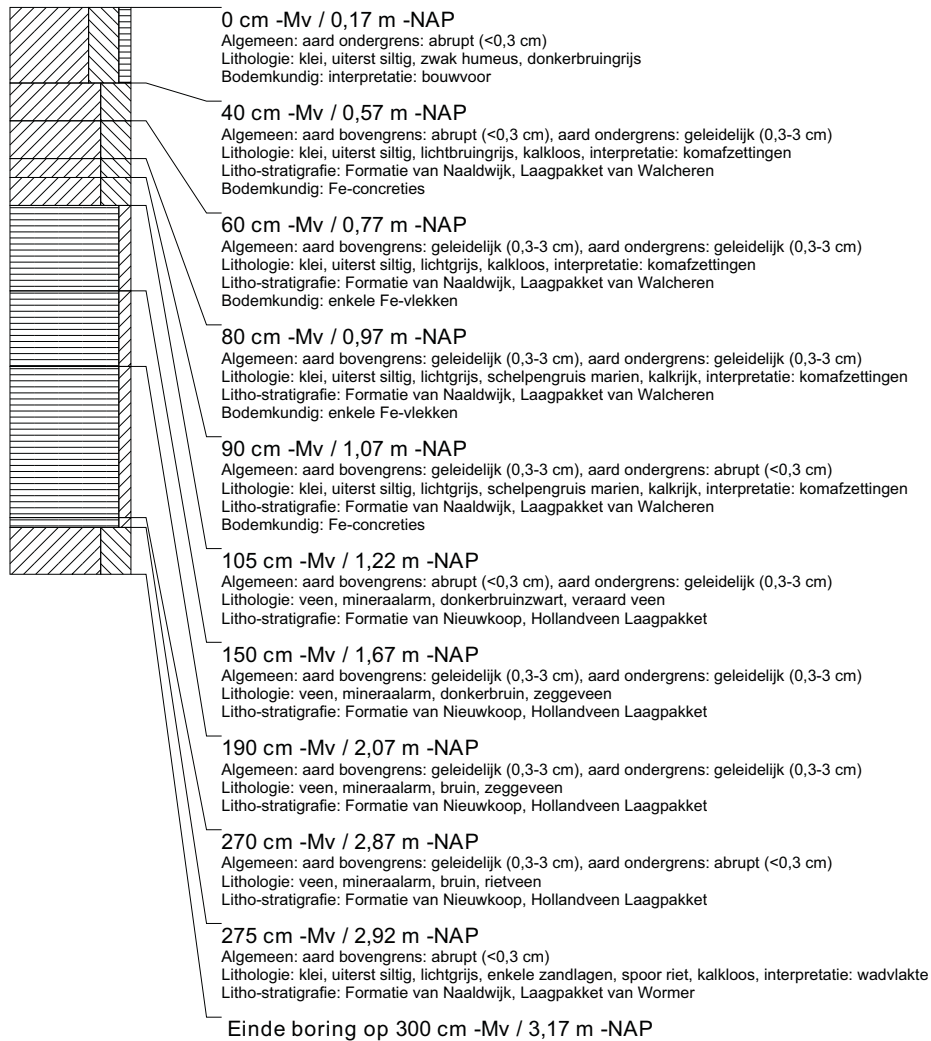 0 cm -Mv / 0,17 m -NAP
Algemeen: aard ondergrens: abrupt (<0,3 cm)
Lithologie: klei, uiterst siltig, zwak humeus, donkerbruingrijs
Bodemkundig: interpretatie: bouwvoor
40 cm -Mv / 0,57 m -NAP
Algemeen: aard bovengrens: abrupt (<0,3 cm), aard ondergrens: geleidelijk (0,3-3 cm)
Lithologie: klei, uiterst siltig, lichtbruingrijs, kalkloos, interpretatie: komafzettingen
Litho-stratigrafie: Formatie van Naaldwijk, Laagpakket van Walcheren
Bodemkundig: Fe-concreties
60 cm -Mv / 0,77 m -NAP
Algemeen: aard bovengrens: geleidelijk (0,3-3 cm), aard ondergrens: geleidelijk (0,3-3 cm)
Lithologie: klei, uiterst siltig, lichtgrijs, kalkloos, interpretatie: komafzettingen
Litho-stratigrafie: Formatie van Naaldwijk, Laagpakket van Walcheren
Bodemkundig: enkele Fe-vlekken
80 cm -Mv / 0,97 m -NAP
Algemeen: aard bovengrens: geleidelijk (0,3-3 cm), aard ondergrens: geleidelijk (0,3-3 cm)
Lithologie: klei, uiterst siltig, lichtgrijs, schelpengruis marien, kalkrijk, interpretatie: komafzettingen
Litho-stratigrafie: Formatie van Naaldwijk, Laagpakket van Walcheren
Bodemkundig: enkele Fe-vlekken
90 cm -Mv / 1,07 m -NAP
Algemeen: aard bovengrens: geleidelijk (0,3-3 cm), aard ondergrens: abrupt (<0,3 cm)
Lithologie: klei, uiterst siltig, lichtgrijs, schelpengruis marien, kalkrijk, interpretatie: komafzettingen
Litho-stratigrafie: Formatie van Naaldwijk, Laagpakket van Walcheren
Bodemkundig: Fe-concreties
105 cm -Mv / 1,22 m -NAP
Algemeen: aard bovengrens: abrupt (<0,3 cm), aard ondergrens: geleidelijk (0,3-3 cm)
Lithologie: veen, mineraalarm, donkerbruinzwart, veraard veen
Litho-stratigrafie: Formatie van Nieuwkoop, Hollandveen Laagpakket
150 cm -Mv / 1,67 m -NAP
Algemeen: aard bovengrens: geleidelijk (0,3-3 cm), aard ondergrens: geleidelijk (0,3-3 cm)
Lithologie: veen, mineraalarm, donkerbruin, zeggeveen
Litho-stratigrafie: Formatie van Nieuwkoop, Hollandveen Laagpakket
190 cm -Mv / 2,07 m -NAP
Algemeen: aard bovengrens: geleidelijk (0,3-3 cm), aard ondergrens: geleidelijk (0,3-3 cm)
Lithologie: veen, mineraalarm, bruin, zeggeveen
Litho-stratigrafie: Formatie van Nieuwkoop, Hollandveen Laagpakket
270 cm -Mv / 2,87 m -NAP
Algemeen: aard bovengrens: geleidelijk (0,3-3 cm), aard ondergrens: abrupt (<0,3 cm)
Lithologie: veen, mineraalarm, bruin, rietveen
Litho-stratigrafie: Formatie van Nieuwkoop, Hollandveen Laagpakket
275 cm -Mv / 2,92 m -NAP
Algemeen: aard bovengrens: abrupt (<0,3 cm)
Lithologie: klei, uiterst siltig, lichtgrijs, enkele zandlagen, spoor riet, kalkloos, interpretatie: wadvlakte
Litho-stratigrafie: Formatie van Naaldwijk, Laagpakket van Wormer
Einde boring op 300 cm -Mv / 3,17 m -NAP